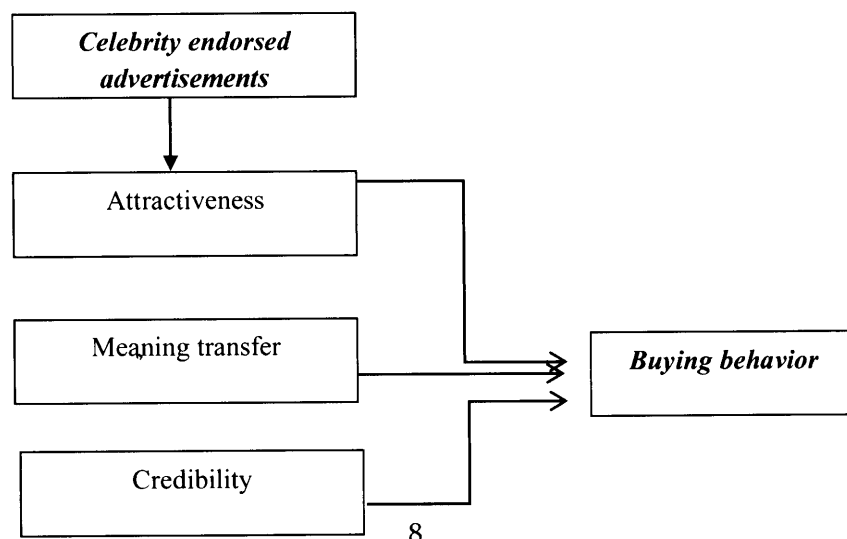 Celebrity endorsed
advertisements
Attractiveness
Meaning transfer
Buying behavior
Credibility
8